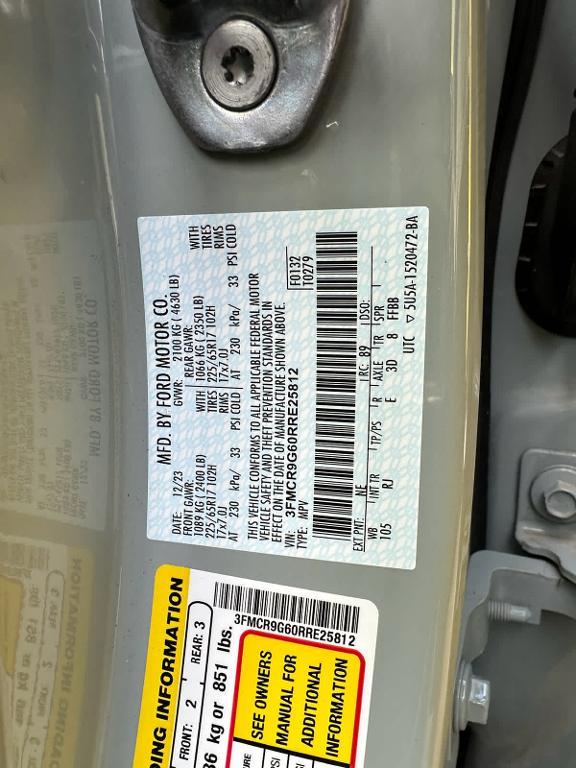 MFD. BY FORD MOTOR CO.
DATE: 12/23 GVWR: 2100 KG ( 4630 LB)
FRONT GAWR: REAR GAWR: WITH
1089 KG ( 2400 LB) 1066 KG ( 2350 LB) TIRES
225/65R17 102H TIRES 225/65R17 102H RIMS
17x7.0J RIMS 17x7.0J
AT 230 kPa/ 33 PSI COLD AT 230 kPa/ 33 PSI COLD
THIS VEHICLE CONFORMS TO ALL APPLICABLE FEDERAL MOTOR
VEHICLE SAFETY AND THEFT PREVENTION STANDARDS IN
EFFECT ON THE DATE OF MANUFACTURE SHOWN ABOVE.
VIN: 3FMCR9G60RRE25812 F0132
TYPE: MPV T0279
EXT PNT: NE RC: 89 DSO:
WB INT TR TP/PS R AXLE TR SPR
105 RJ E 3D 8 FFBB
UTC ▽ 5U5A-1520472-BA
DING INFORMATION
FRONT: 2 REAR: 3
36 kg or 851 lbs.
3FMCR9G60RRE25812
SEE OWNERS
MANUAL FOR
ADDITIONAL
INFORMATION